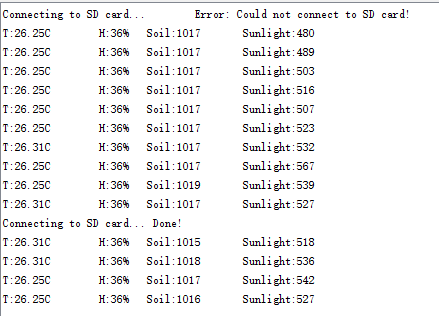 Connecting to SD card... Error: Could not connect to SD card!
T:26.25C H:36% Soil:1017 Sunlight:480
T:26.25C H:36% Soil:1017 Sunlight:489
T:26.25C H:36% Soil:1017 Sunlight:503
T:26.25C H:36% Soil:1017 Sunlight:516
T:26.25C H:36% Soil:1017 Sunlight:507
T:26.25C H:36% Soil:1017 Sunlight:523
T:26.31C H:36% Soil:1017 Sunlight:532
T:26.25C H:36% Soil:1017 Sunlight:567
T:26.25C H:36% Soil:1019 Sunlight:539
T:26.31C H:36% Soil:1017 Sunlight:527
Connecting to SD card... Done!
T:26.31C H:36% Soil:1015 Sunlight:518
T:26.31C H:36% Soil:1018 Sunlight:536
T:26.25C H:36% Soil:1017 Sunlight:542
T:26.25C H:36% Soil:1016 Sunlight:527